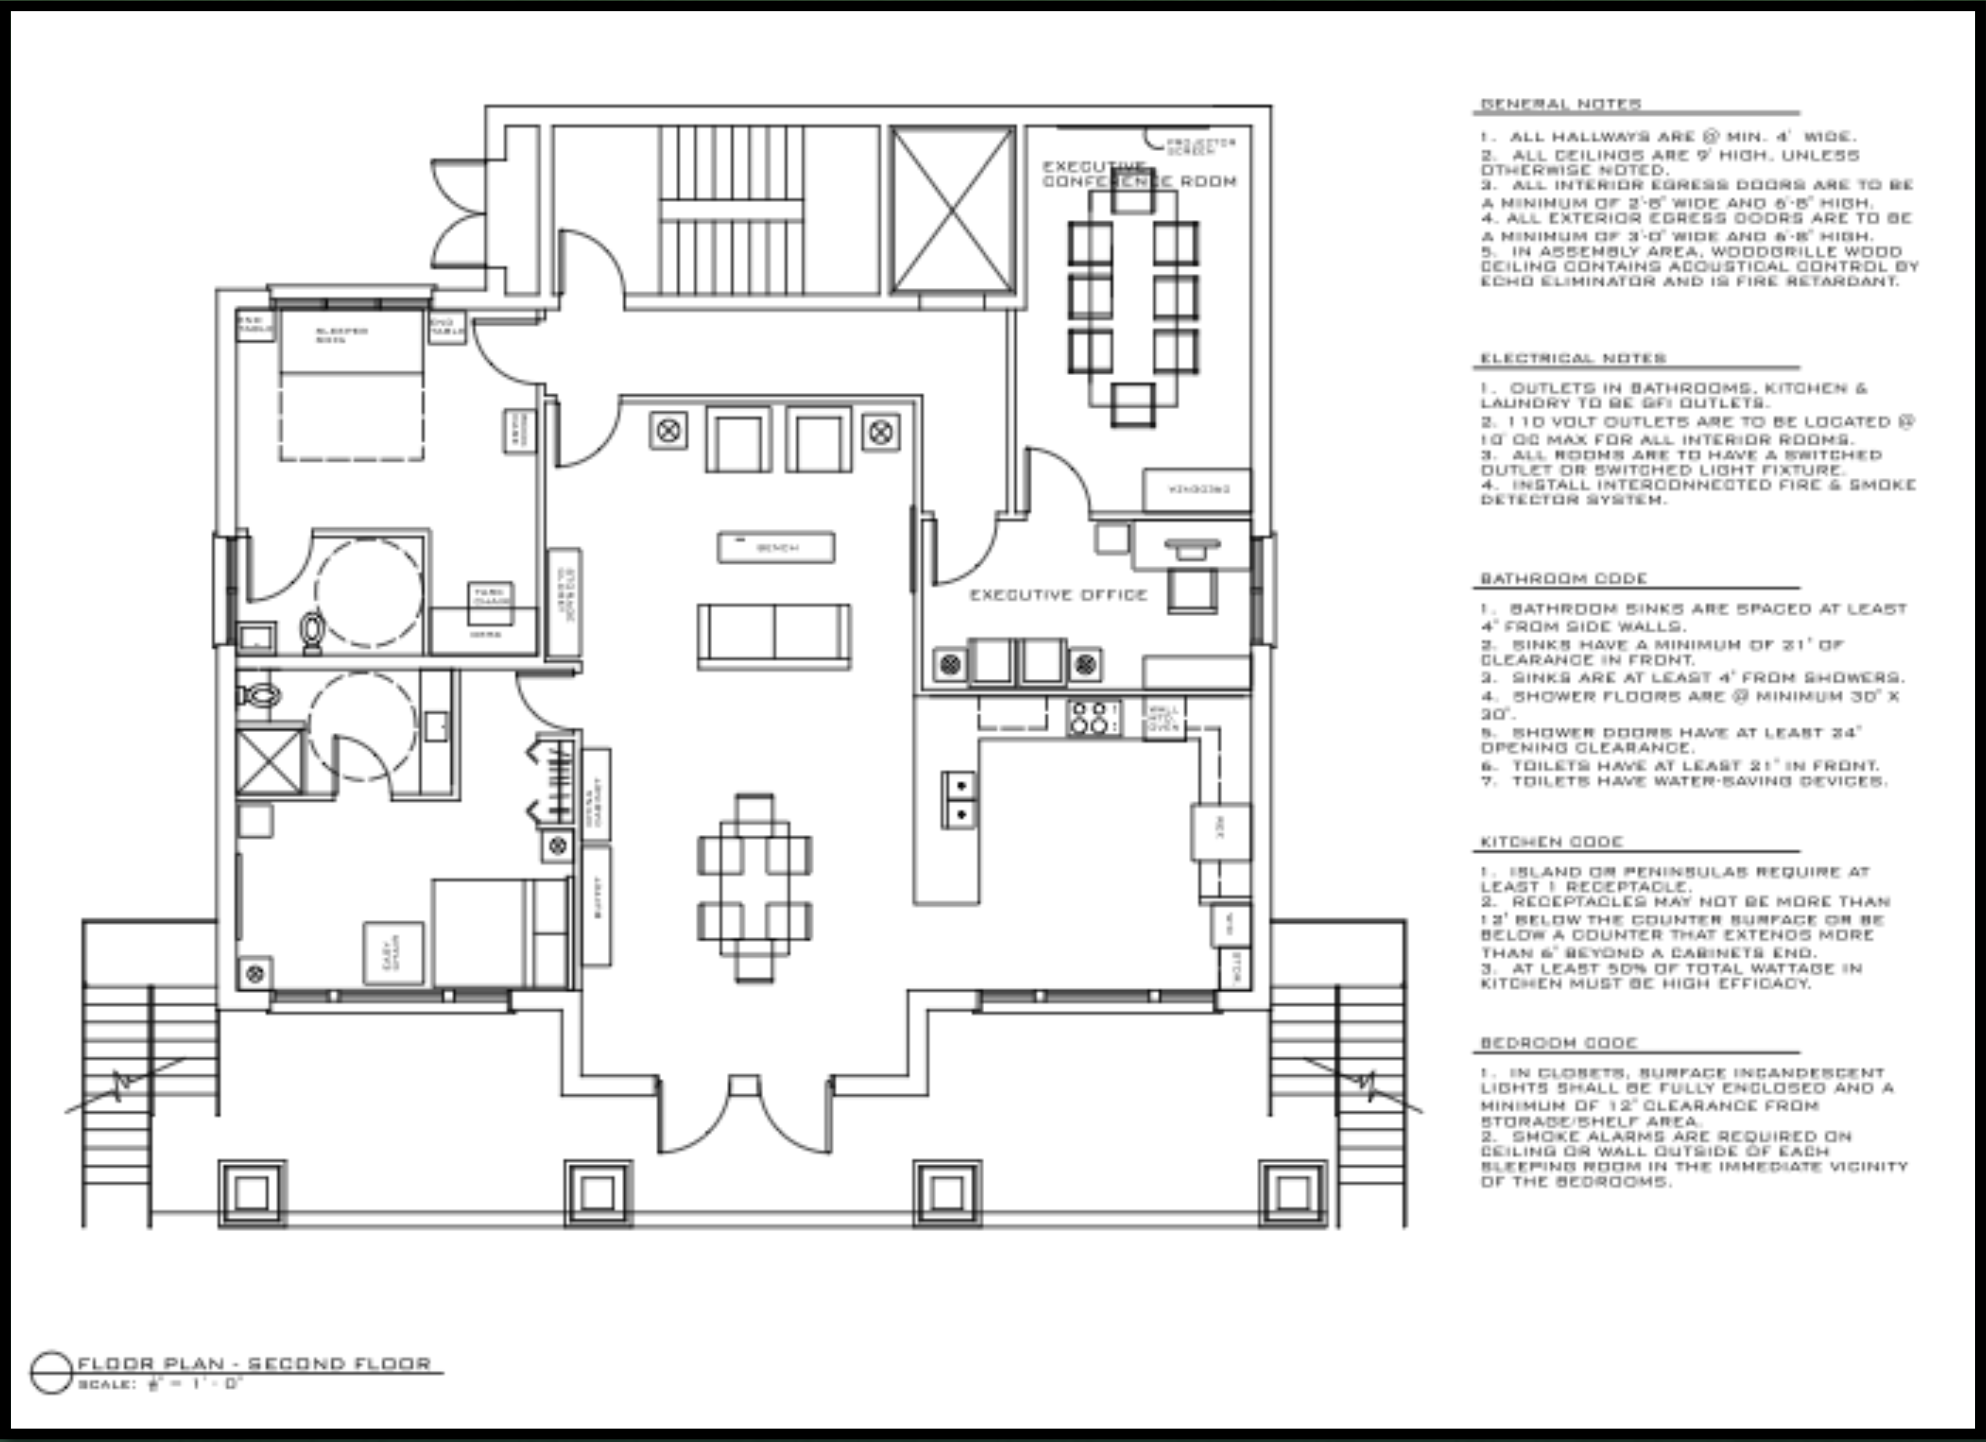 PROJECTOR
SCREEN
EXECUTIVE
CONFERENCE ROOM
END
TABLE
SLEEPER
SOFA
END
TABLE
BENCH
STORAGE
CLOSET
TASK
CHAIR
DESK
EXECUTIVE OFFICE
WALL
CHINA
CABINET
BUFFET
EASY
CHAIR
REF
STOR.
GENERAL NOTES
1. ALL HALLWAYS ARE @ MIN. 4' WIDE.
2. ALL CEILINGS ARE 9' HIGH, UNLESS
OTHERWISE NOTED.
3. ALL INTERIOR EGRESS DOORS ARE TO BE
A MINIMUM OF 2'-8" WIDE AND 6'-8" HIGH.
4. ALL EXTERIOR EGRESS DOORS ARE TO BE
A MINIMUM OF 3'-0" WIDE AND 6'-8" HIGH.
5. IN ASSEMBLY AREA, WOODGRILLE WOOD
CEILING CONTAINS ACOUSTICAL CONTROL BY
ECHO ELIMINATOR AND IS FIRE RETARDANT.
ELECTRICAL NOTES
1. OUTLETS IN BATHROOMS, KITCHEN &
LAUNDRY TO BE GFI OUTLETS.
2. 110 VOLT OUTLETS ARE TO BE LOCATED @
10' OC MAX FOR ALL INTERIOR ROOMS.
3. ALL ROOMS ARE TO HAVE A SWITCHED
OUTLET OR SWITCHED LIGHT FIXTURE.
4. INSTALL INTERCONNECTED FIRE & SMOKE
DETECTOR SYSTEM.
BATHROOM CODE
1. BATHROOM SINKS ARE SPACED AT LEAST
4" FROM SIDE WALLS.
2. SINKS HAVE A MINIMUM OF 21" OF
CLEARANCE IN FRONT.
3. SINKS ARE AT LEAST 4" FROM SHOWERS.
4. SHOWER FLOORS ARE @ MINIMUM 30" X
30".
5. SHOWER DOORS HAVE AT LEAST 24"
OPENING CLEARANCE.
6. TOILETS HAVE AT LEAST 21" IN FRONT.
7. TOILETS HAVE WATER-SAVING DEVICES.
KITCHEN CODE
1. ISLAND OR PENINSULAS REQUIRE AT
LEAST 1 RECEPTACLE.
2. RECEPTACLES MAY NOT BE MORE THAN
12" BELOW THE COUNTER SURFACE OR BE
BELOW A COUNTER THAT EXTENDS MORE
THAN 6" BEYOND A CABINETS END.
3. AT LEAST 50% OF TOTAL WATTAGE IN
KITCHEN MUST BE HIGH EFFICACY.
BEDROOM CODE
1. IN CLOSETS, SURFACE INCANDESCENT
LIGHTS SHALL BE FULLY ENCLOSED AND A
MINIMUM OF 12" CLEARANCE FROM
STORAGE/SHELF AREA.
2. SMOKE ALARMS ARE REQUIRED ON
CEILING OR WALL OUTSIDE OF EACH
SLEEPING ROOM IN THE IMMEDIATE VICINITY
OF THE BEDROOMS.
FLOOR PLAN - SECOND FLOOR
SCALE: = 1' - 0"